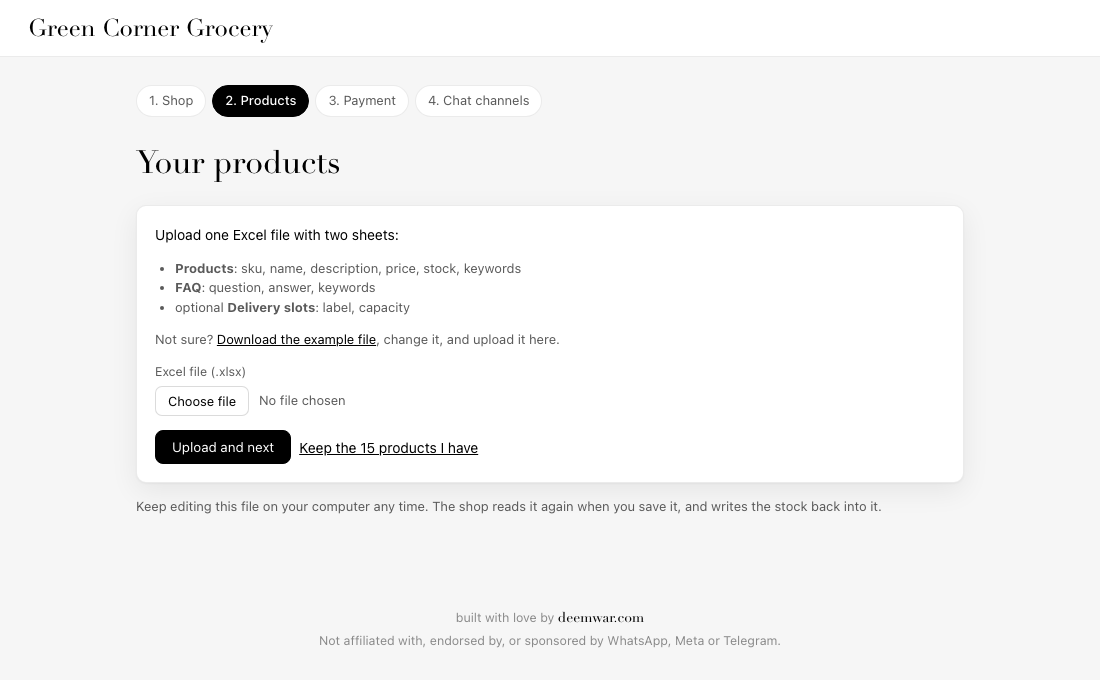 Green Corner Grocery
1. Shop
2. Products
3. Payment
4. Chat channels
Your products
Upload one Excel file with two sheets:
• Products: sku, name, description, price, stock, keywords
• FAQ: question, answer, keywords
• optional Delivery slots: label, capacity
Not sure? Download the example file, change it, and upload it here.
Excel file (.xlsx)
Choose file No file chosen
Upload and next Keep the 15 products I have
Keep editing this file on your computer any time. The shop reads it again when you save it, and writes the stock back into it.
built with love by deemwar.com
Not affiliated with, endorsed by, or sponsored by WhatsApp, Meta or Telegram.